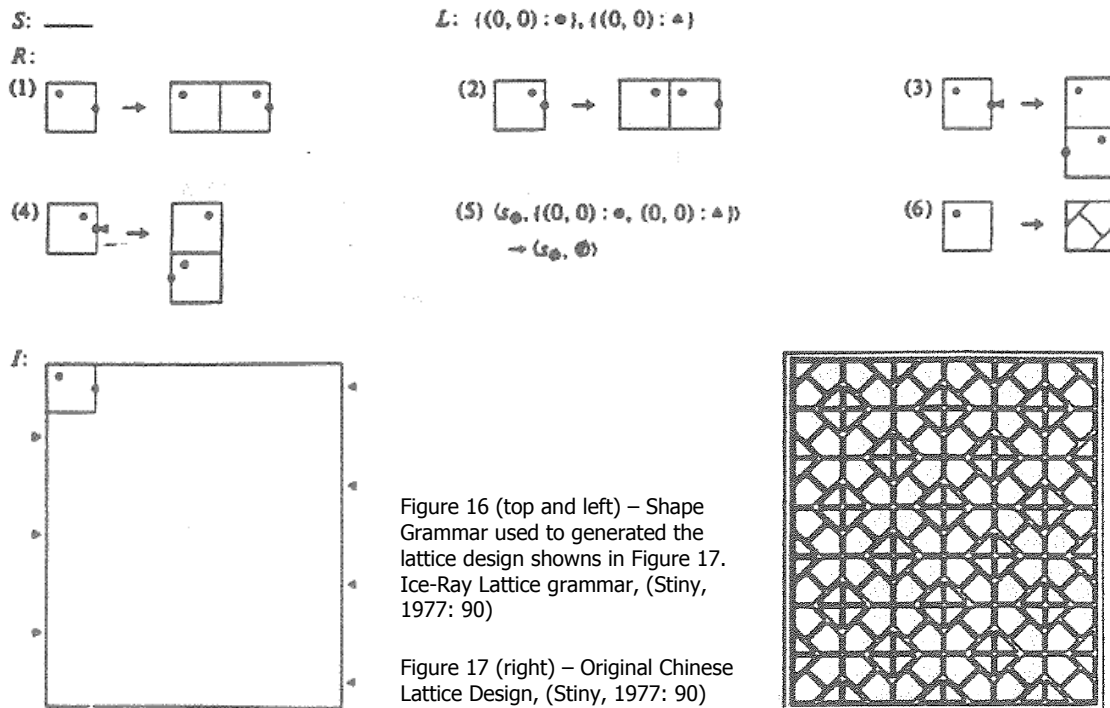 S: L: {(0, 0) : ●}, {(0, 0) : ▲}
R:
(1) → (2) → (3) →
(4) → (5) ⟨s∅, {(0, 0) : ●, (0, 0) : ▲}⟩ (6) →
→ ⟨s∅, ∅⟩
I:
Figure 16 (top and left) – Shape
Grammar used to generated the
lattice design showns in Figure 17.
Ice-Ray Lattice grammar, (Stiny,
1977: 90)
Figure 17 (right) – Original Chinese
Lattice Design, (Stiny, 1977: 90)